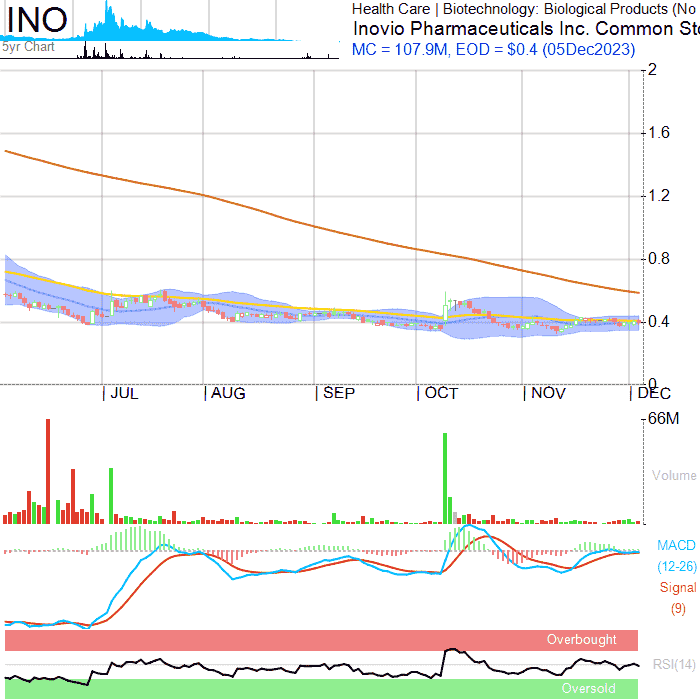 INO
Health Care | Biotechnology: Biological Products (No
Inovio Pharmaceuticals Inc. Common Sto
5yr Chart
MC = 107.9M, EOD = $0.4 (05Dec2023)
2
1.6
1.2
0.8
0.4
0
JUL AUG SEP OCT NOV DEC
66M
Volume
MACD
(12-26)
Signal
(9)
Overbought
RSI(14)
Oversold